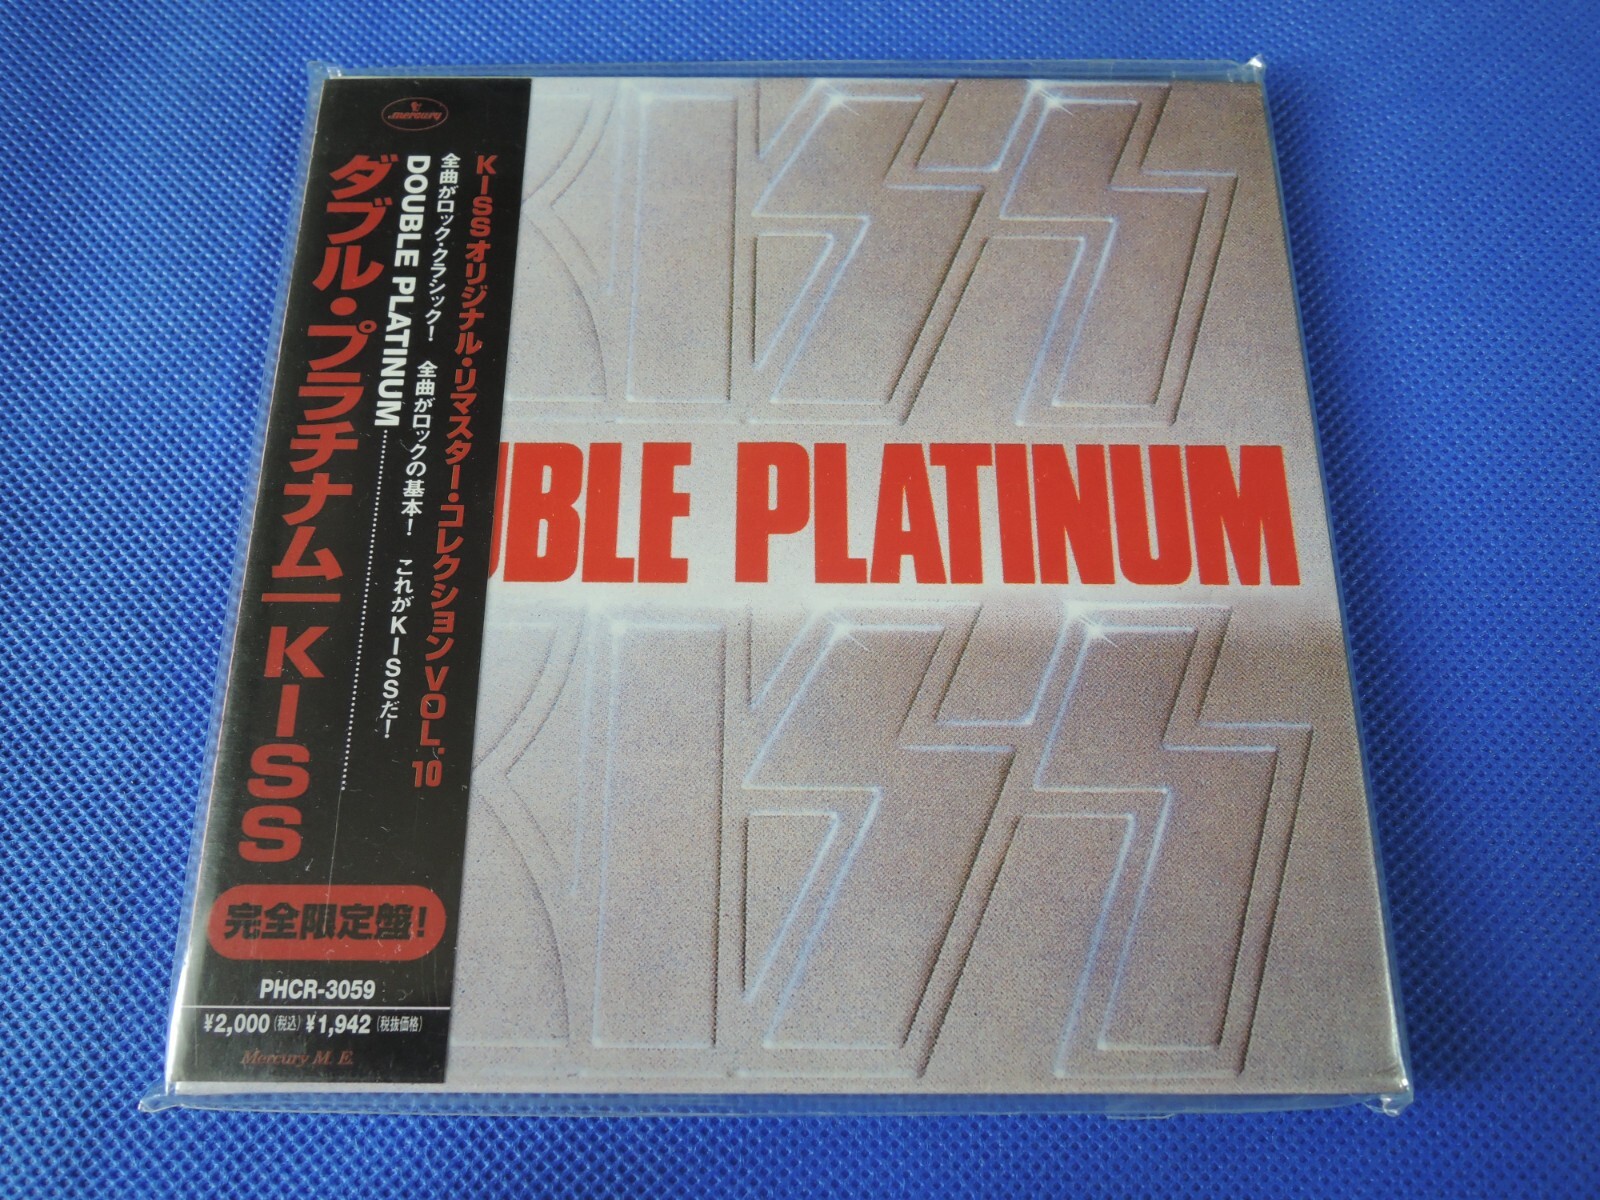 mercury
KISSオリジナル・リマスター・コレクションVOL.10
全曲がロック・クラシック! 全曲がロックの基本! これがKISSだ!
DOUBLE PLATINUM
ダブル・プラチナム|KISS
完全限定盤!
PHCR-3059
¥2,000(税込) ¥1,942(税抜価格)
Mercury M. E.
KISS
UBLE PLATINUM
KISS